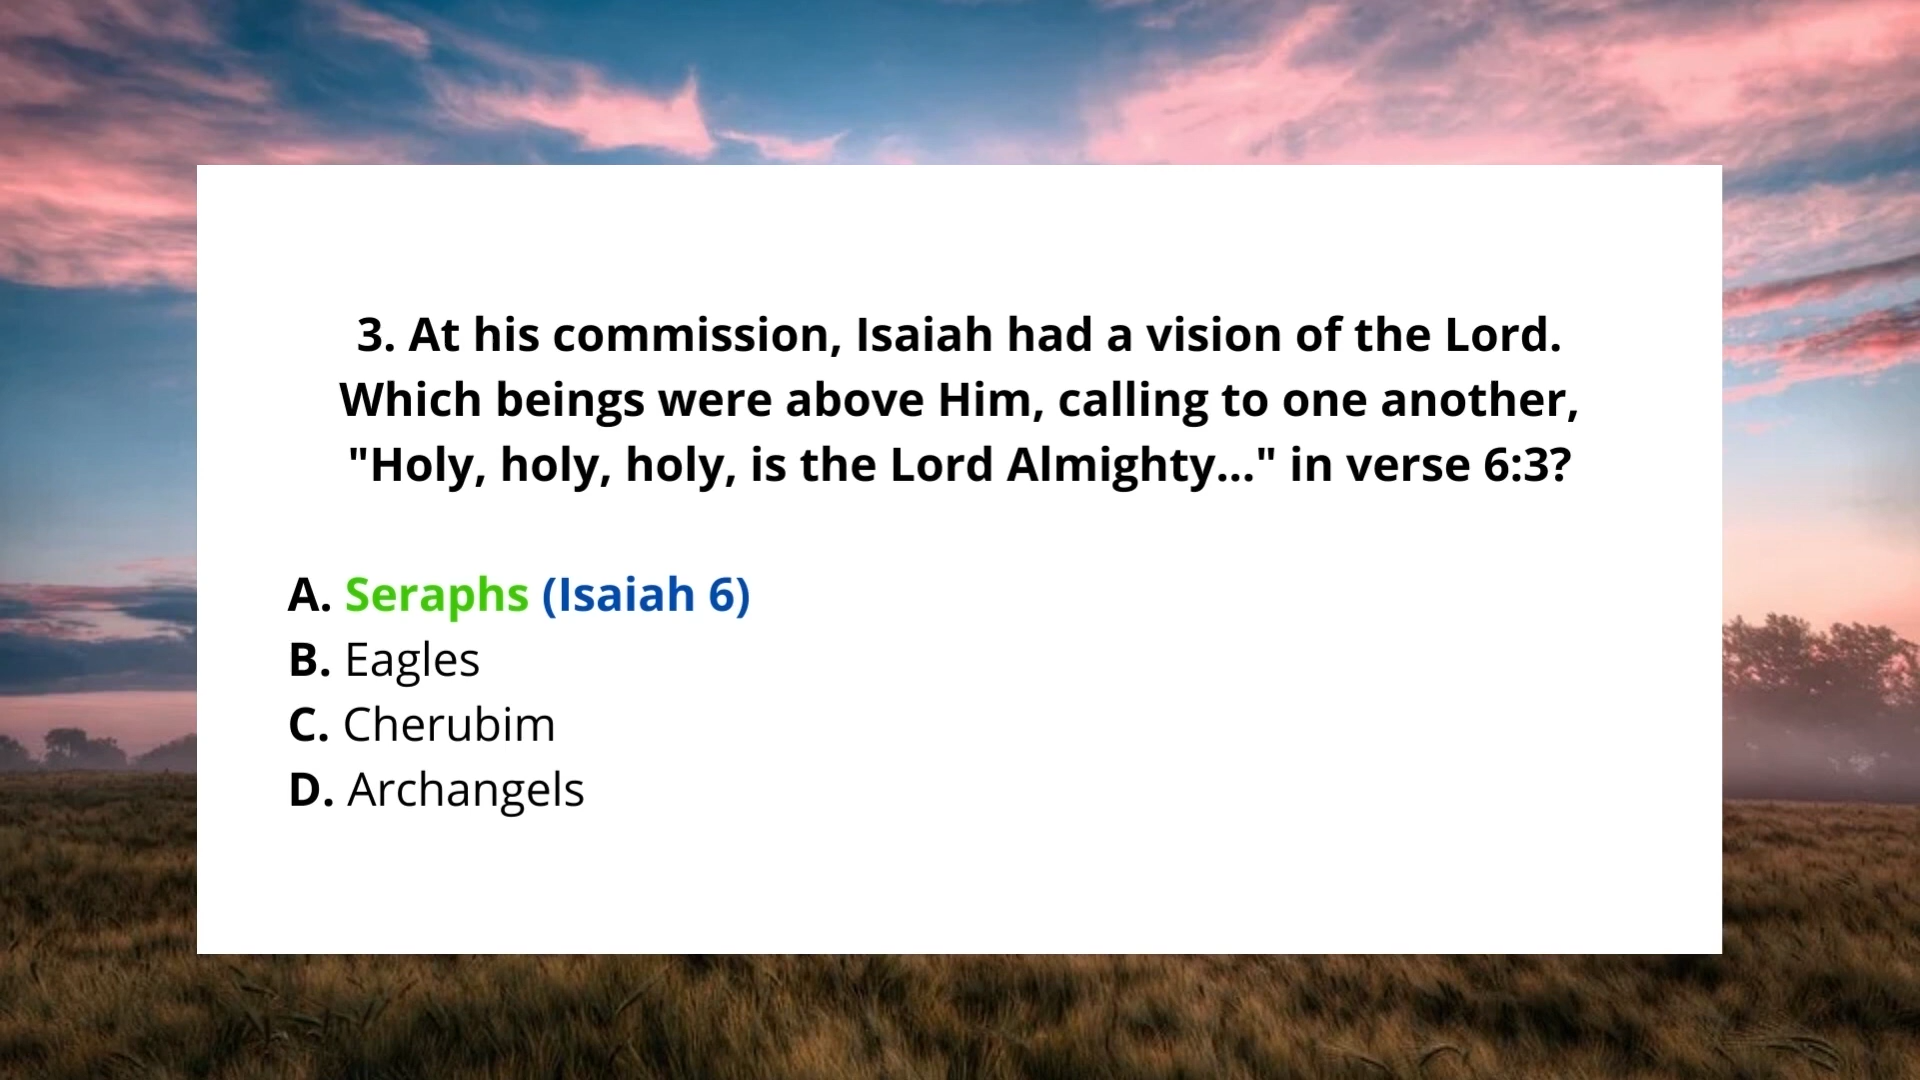 3. At his commission, Isaiah had a vision of the Lord.
Which beings were above Him, calling to one another,
"Holy, holy, holy, is the Lord Almighty..." in verse 6:3?
A. Seraphs (Isaiah 6)
B. Eagles
C. Cherubim
D. Archangels